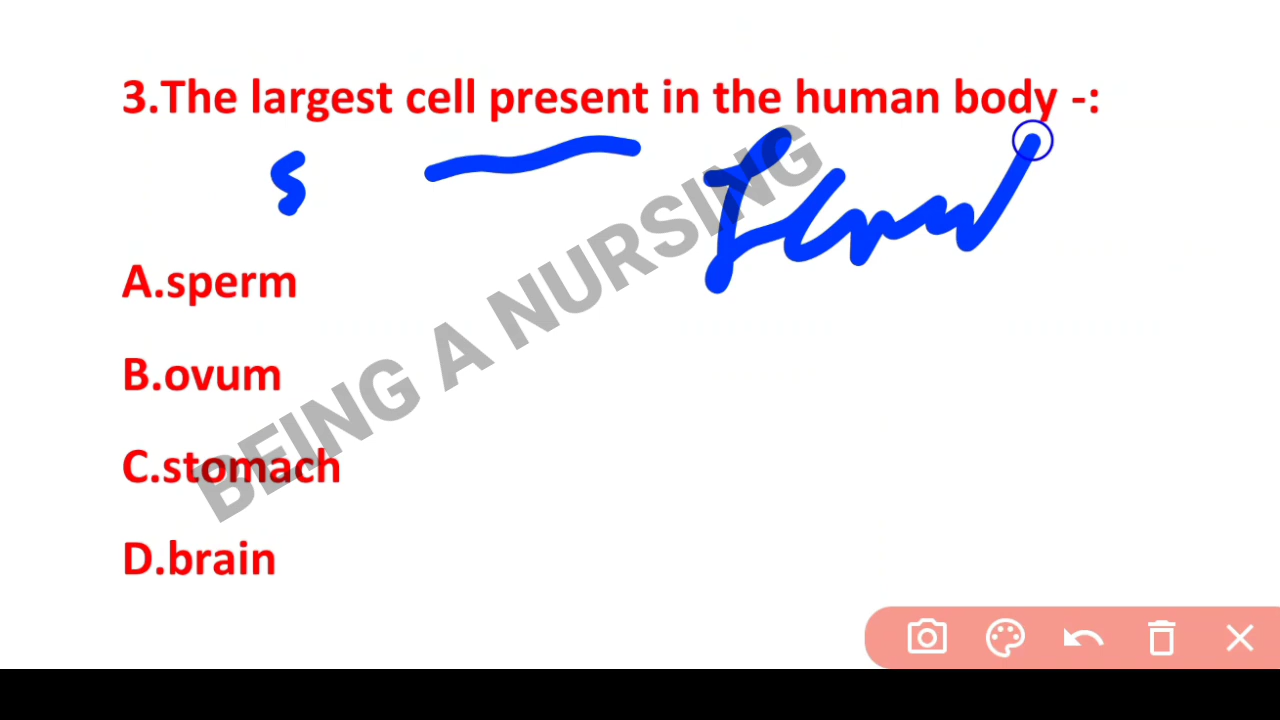 3.The largest cell present in the human body -:
A.sperm
B.ovum
C.stomach
D.brain
BEING A NURSING